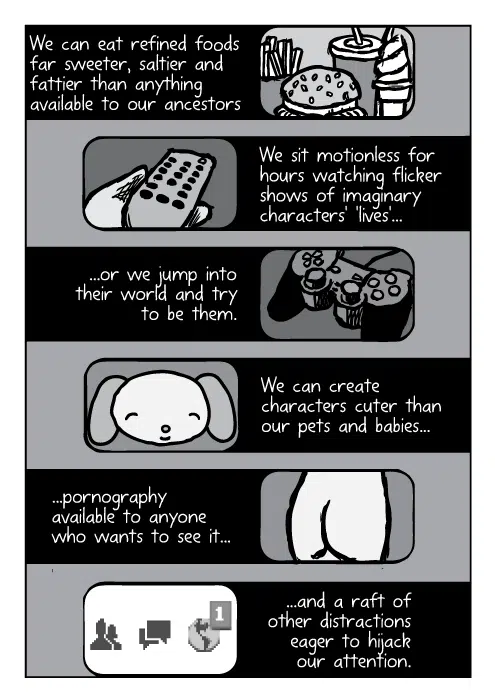 We can eat refined foods
far sweeter, saltier and
fattier than anything
available to our ancestors
We sit motionless for
hours watching flicker
shows of imaginary
characters' 'lives'...
...or we jump into
their world and try
to be them.
We can create
characters cuter than
our pets and babies...
...pornography
available to anyone
who wants to see it...
1
...and a raft of
other distractions
eager to hijack
our attention.